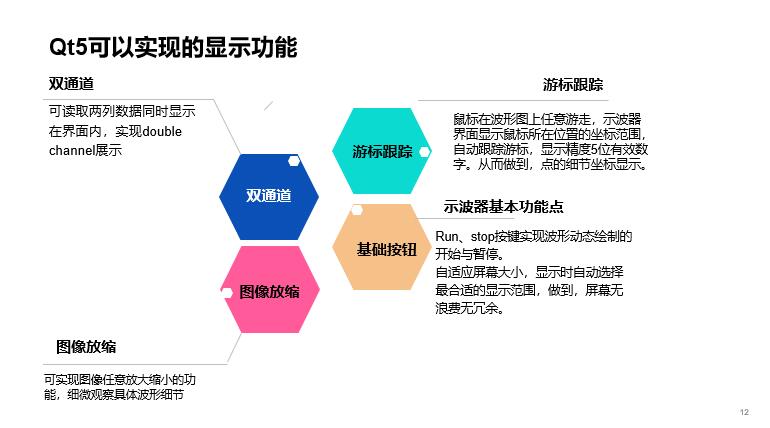 Qt5可以实现的显示功能
双通道
可读取两列数据同时显示
在界面内，实现double
channel展示
游标跟踪
鼠标在波形图上任意游走，示波器
界面显示鼠标所在位置的坐标范围，
自动跟踪游标，显示精度5位有效数
字。从而做到，点的细节坐标显示。
双通道
游标跟踪
基础按钮
图像放缩
示波器基本功能点
Run、stop按键实现波形动态绘制的
开始与暂停。
自适应屏幕大小，显示时自动选择
最合适的显示范围，做到，屏幕无
浪费无冗余。
图像放缩
可实现图像任意放大缩小的功
能，细微观察具体波形细节
12